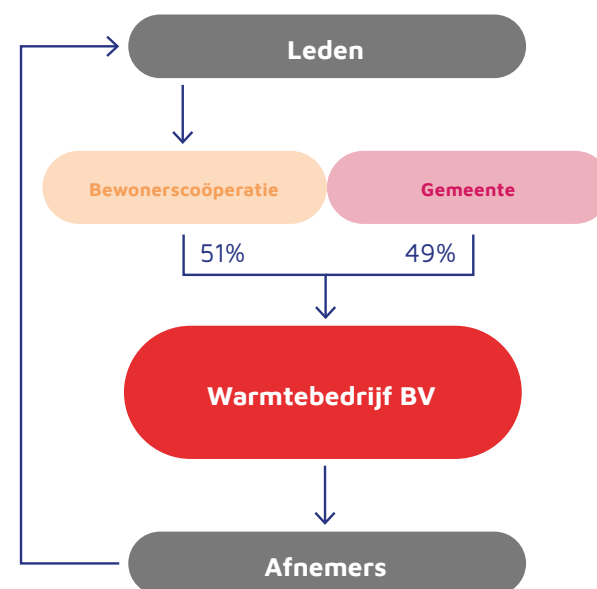 Leden
Bewonerscoöperatie
Gemeente
51%
49%
Warmtebedrijf BV
Afnemers